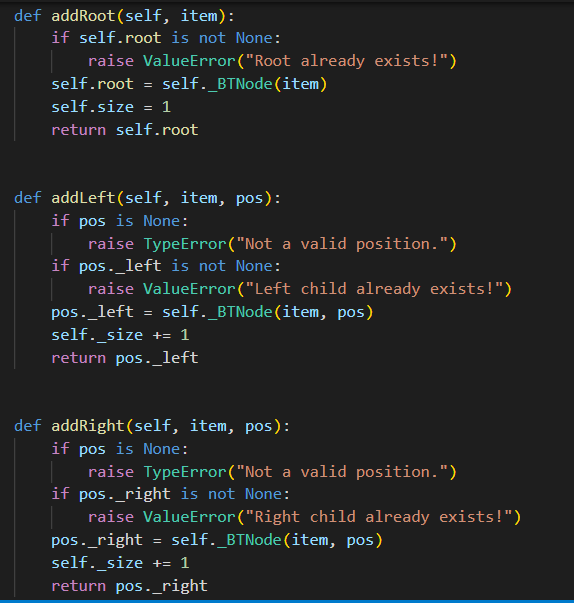 def addRoot(self, item):
    if self.root is not None:
        raise ValueError("Root already exists!")
    self.root = self._BTNode(item)
    self.size = 1
    return self.root
def addLeft(self, item, pos):
    if pos is None:
        raise TypeError("Not a valid position.")
    if pos._left is not None:
        raise ValueError("Left child already exists!")
    pos._left = self._BTNode(item, pos)
    self._size += 1
    return pos._left
def addRight(self, item, pos):
    if pos is None:
        raise TypeError("Not a valid position.")
    if pos._right is not None:
        raise ValueError("Right child already exists!")
    pos._right = self._BTNode(item, pos)
    self._size += 1
    return pos._right